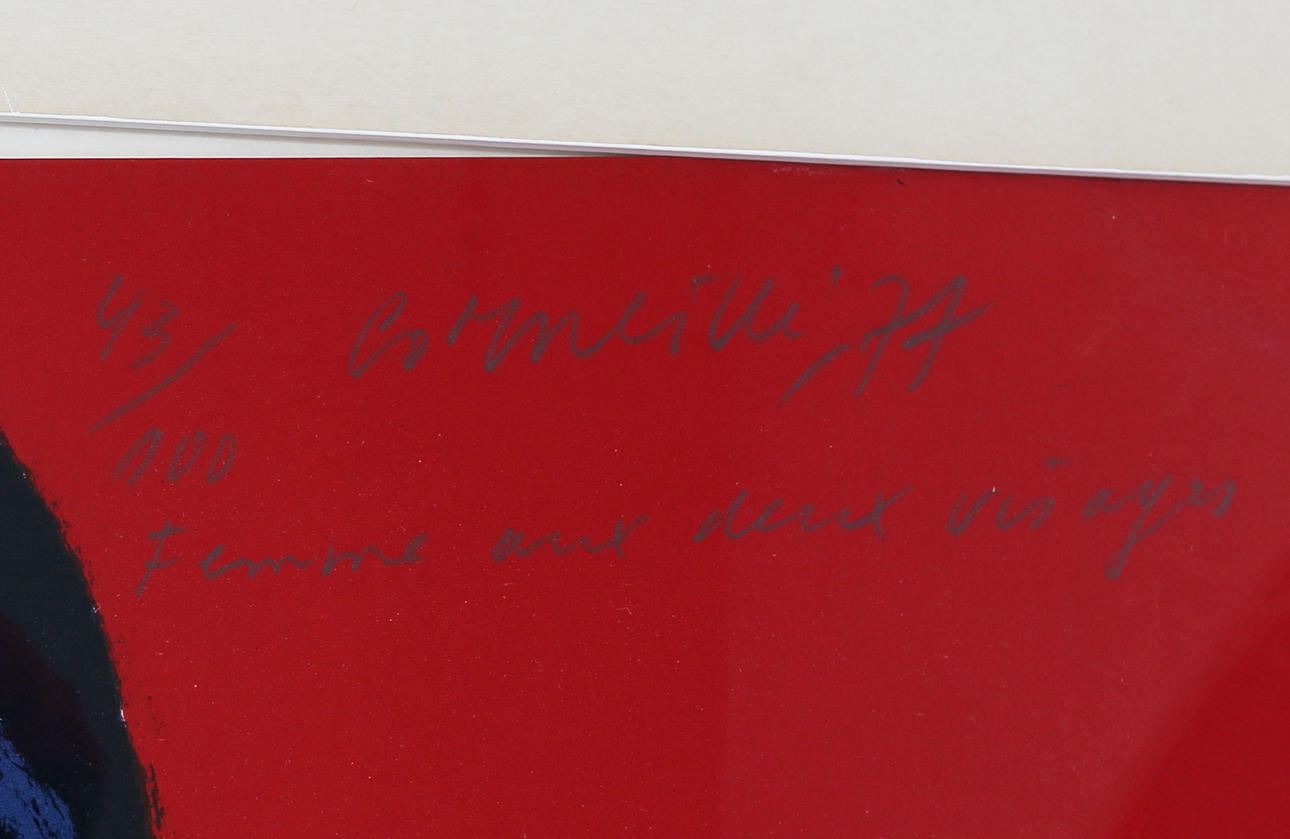 43/ Corneille '77
100
Femme aux deux visages